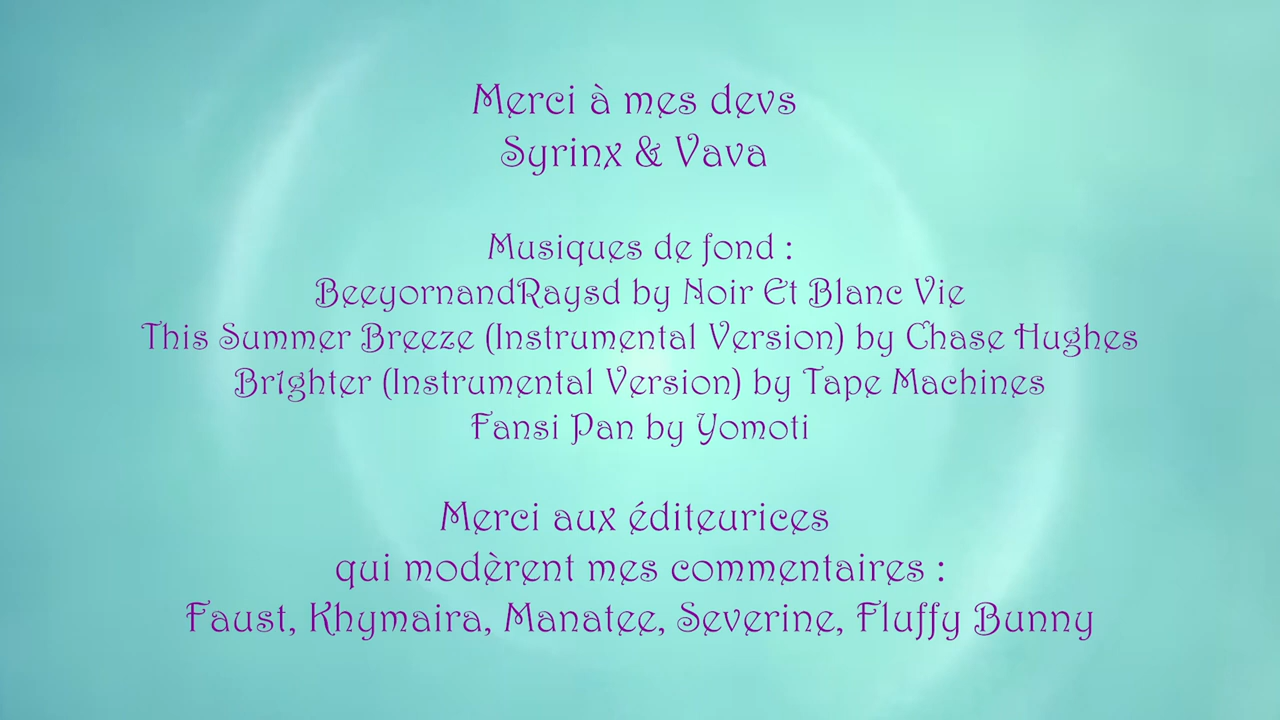 Merci à mes devs
Syrinx & Vava
Musiques de fond :
BeeyornandRaysd by Noir Et Blanc Vie
This Summer Breeze (Instrumental Version) by Chase Hughes
Br1ghter (Instrumental Version) by Tape Machines
Fansi Pan by Yomoti
Merci aux éditeurices
qui modèrent mes commentaires :
Faust, Khymaira, Manatee, Severine, Fluffy Bunny